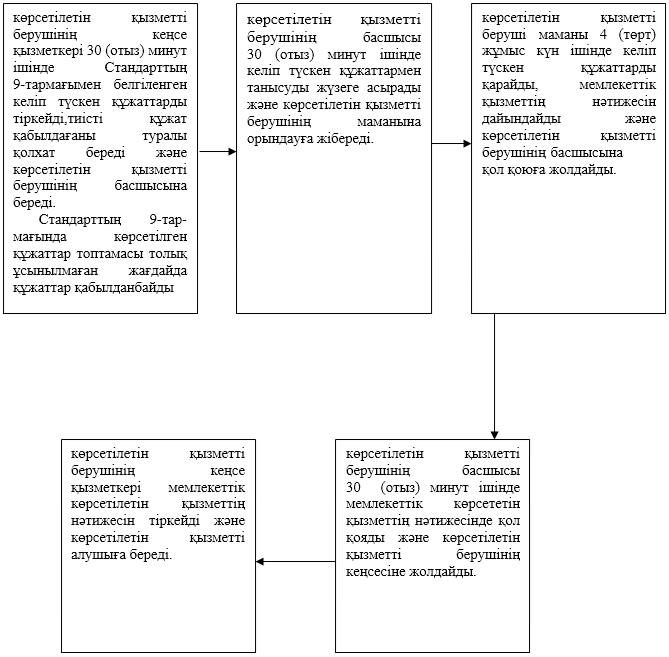 көрсетілетін қызметті
берушінің кеңсе
қызметкері 30 (отыз) минут
ішінде Стандарттың
9-тармағымен белгіленген
келіп түскен құжаттарды
тіркейді,тиісті құжат
қабылдағаны туралы
қолхат береді және
көрсетілетін қызметті
берушінің басшысына
береді.
Стандарттың 9-тар-
мағында көрсетілген
құжаттар топтамасы толық
ұсынылмаған жағдайда
құжаттар қабылданбайды
көрсетілетін қызметті
берушінің басшысы
30 (отыз) минут ішінде
келіп түскен құжаттармен
танысуды жүзеге асырады
және көрсетілетін қызметті
берушінің маманына
орындауға жібереді.
көрсетілетін қызметті
беруші маманы 4 (төрт)
жұмыс күн ішінде келіп
түскен құжаттарды
қарайды, мемлекеттік
қызметтің нәтижесін
дайындайды және
көрсетілетін қызметті
берушінің басшысына
қол қоюға жолдайды.
көрсетілетін қызметті
берушінің кеңсе
қызметкері мемлекеттік
көрсетілетін қызметтің
нәтижесін тіркейді және
көрсетілетін қызметті
алушыға береді.
көрсетілетін қызметті
берушінің басшысы
30 (отыз) минут ішінде
мемлекеттік көрсететін
қызметтің нәтижесінде қол
қояды және көрсетілетін
қызметті берушінің
кеңсесіне жолдайды.